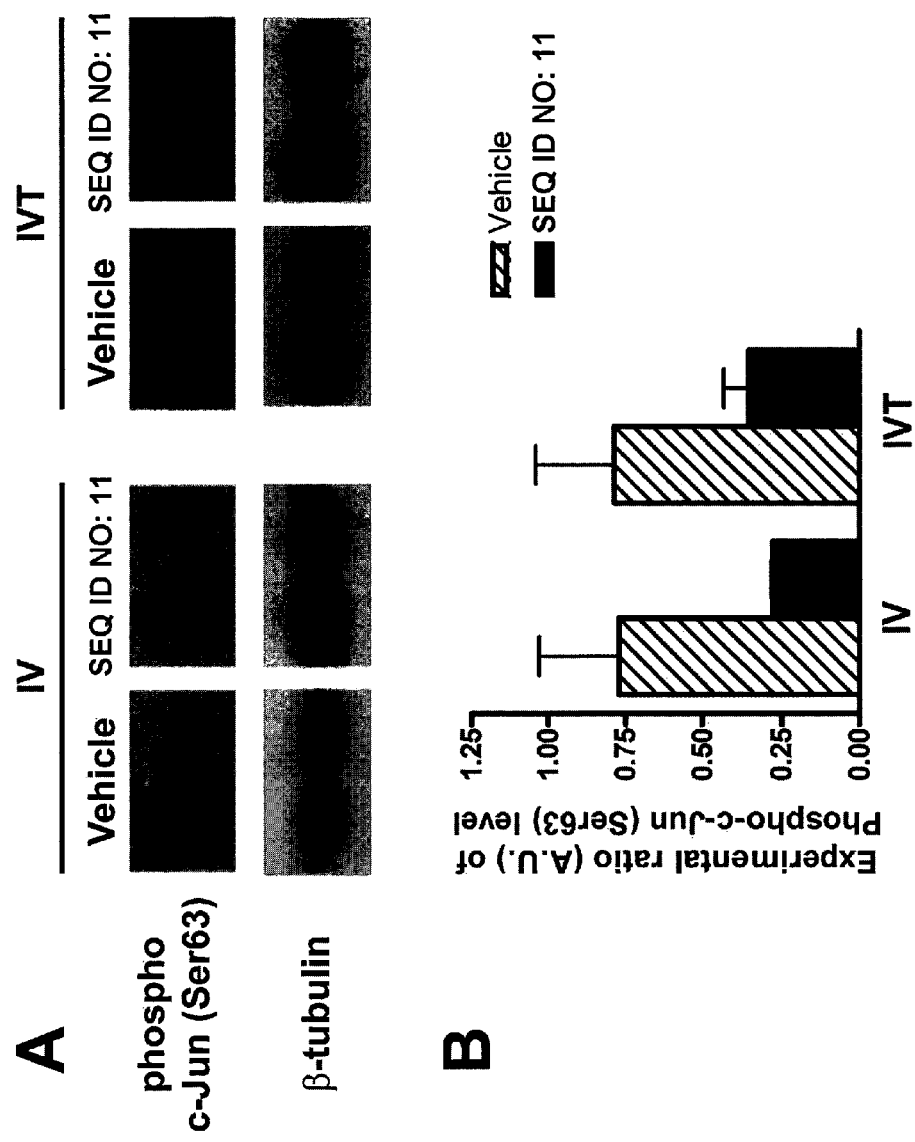 A
IV
IVT
Vehicle
SEQ ID NO: 11
Vehicle
SEQ ID NO: 11
phospho
c-Jun (Ser63)
β-tubulin
B
Experimental ratio (A.U.) of
Phospho-c-Jun (Ser63) level
1.25
1.00
0.75
0.50
0.25
0.00
IV
IVT
Vehicle
SEQ ID NO: 11